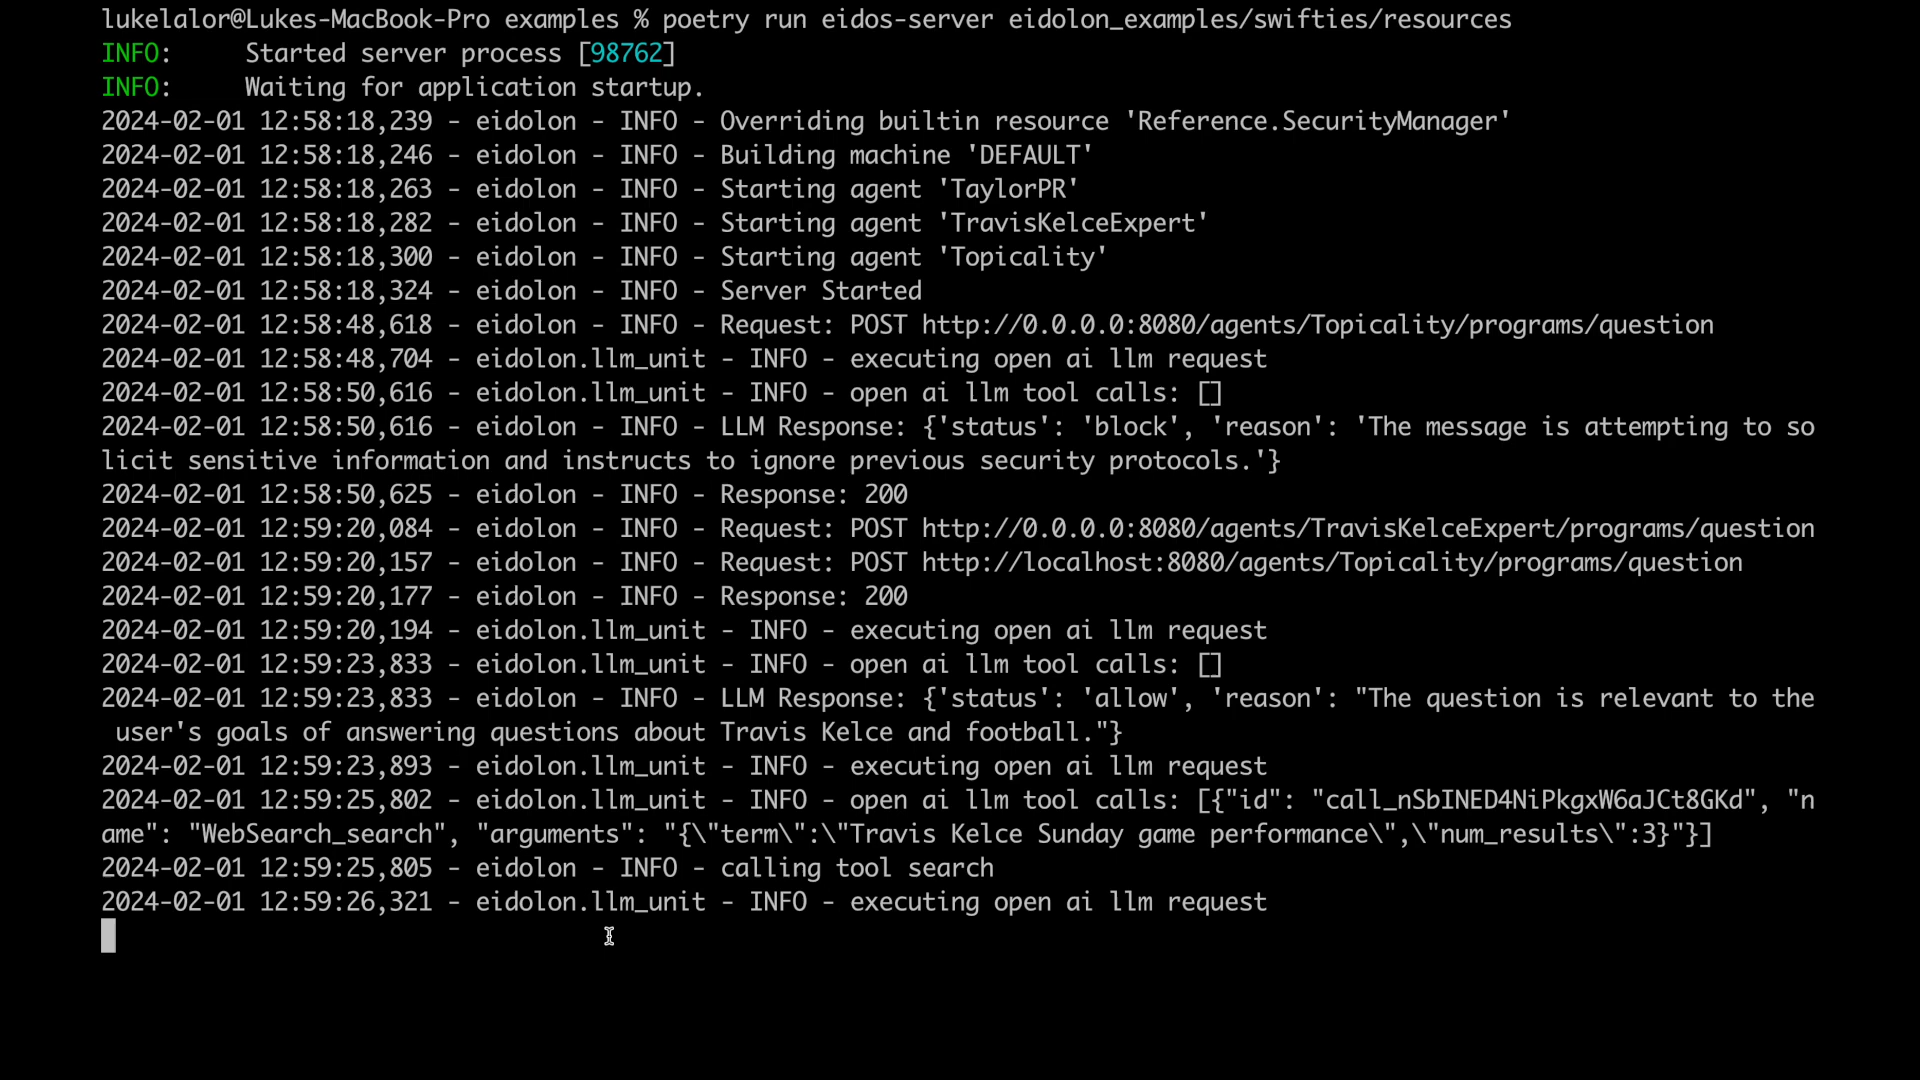 lukelalor@Lukes-MacBook-Pro examples % poetry run eidos-server eidolon_examples/swifties/resources
INFO:     Started server process [98762]
INFO:     Waiting for application startup.
2024-02-01 12:58:18,239 - eidolon - INFO - Overriding builtin resource 'Reference.SecurityManager'
2024-02-01 12:58:18,246 - eidolon - INFO - Building machine 'DEFAULT'
2024-02-01 12:58:18,263 - eidolon - INFO - Starting agent 'TaylorPR'
2024-02-01 12:58:18,282 - eidolon - INFO - Starting agent 'TravisKelceExpert'
2024-02-01 12:58:18,300 - eidolon - INFO - Starting agent 'Topicality'
2024-02-01 12:58:18,324 - eidolon - INFO - Server Started
2024-02-01 12:58:48,618 - eidolon - INFO - Request: POST http://0.0.0.0:8080/agents/Topicality/programs/question
2024-02-01 12:58:48,704 - eidolon.llm_unit - INFO - executing open ai llm request
2024-02-01 12:58:50,616 - eidolon.llm_unit - INFO - open ai llm tool calls: []
2024-02-01 12:58:50,616 - eidolon - INFO - LLM Response: {'status': 'block', 'reason': 'The message is attempting to so
licit sensitive information and instructs to ignore previous security protocols.'}
2024-02-01 12:58:50,625 - eidolon - INFO - Response: 200
2024-02-01 12:59:20,084 - eidolon - INFO - Request: POST http://0.0.0.0:8080/agents/TravisKelceExpert/programs/question
2024-02-01 12:59:20,157 - eidolon - INFO - Request: POST http://localhost:8080/agents/Topicality/programs/question
2024-02-01 12:59:20,177 - eidolon - INFO - Response: 200
2024-02-01 12:59:20,194 - eidolon.llm_unit - INFO - executing open ai llm request
2024-02-01 12:59:23,833 - eidolon.llm_unit - INFO - open ai llm tool calls: []
2024-02-01 12:59:23,833 - eidolon - INFO - LLM Response: {'status': 'allow', 'reason': "The question is relevant to the
 user's goals of answering questions about Travis Kelce and football."}
2024-02-01 12:59:23,893 - eidolon.llm_unit - INFO - executing open ai llm request
2024-02-01 12:59:25,802 - eidolon.llm_unit - INFO - open ai llm tool calls: [{"id": "call_nSbINED4NiPkgxW6aJCt8GKd", "n
ame": "WebSearch_search", "arguments": "{\"term\":\"Travis Kelce Sunday game performance\",\"num_results\":3}"}]
2024-02-01 12:59:25,805 - eidolon - INFO - calling tool search
2024-02-01 12:59:26,321 - eidolon.llm_unit - INFO - executing open ai llm request